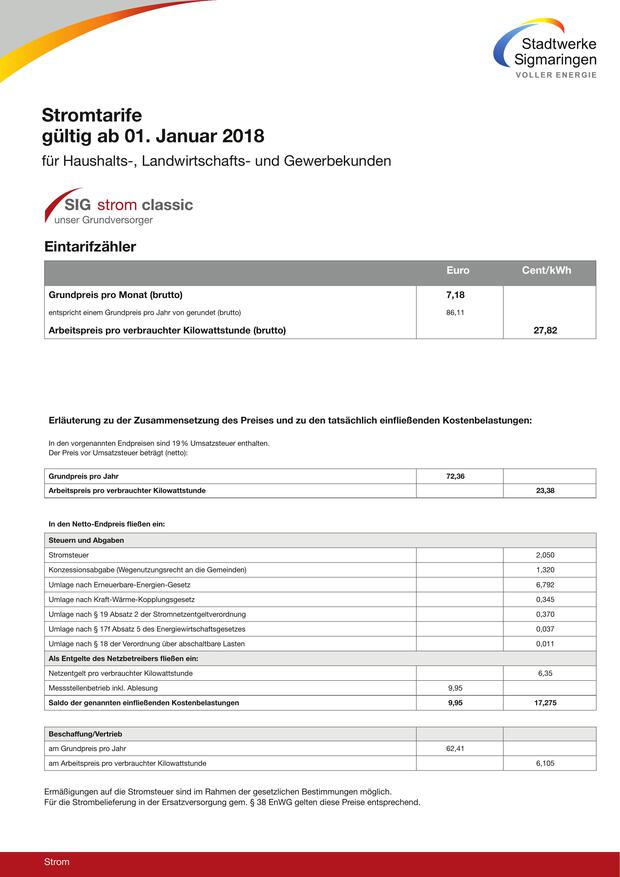 Stadtwerke
Sigmaringen
VOLLER ENERGIE
Stromtarife
gültig ab 01. Januar 2018
für Haushalts-, Landwirtschafts- und Gewerbekunden
SIG strom classic
unser Grundversorger
Eintarifzähler
Euro Cent/kWh
Grundpreis pro Monat (brutto) 7,18
entspricht einem Grundpreis pro Jahr von gerundet (brutto) 86,11
Arbeitspreis pro verbrauchter Kilowattstunde (brutto) 27,82
Erläuterung zu der Zusammensetzung des Preises und zu den tatsächlich einfließenden Kostenbelastungen:
In den vorgenannten Endpreisen sind 19 % Umsatzsteuer enthalten.
Der Preis vor Umsatzsteuer beträgt (netto):
Grundpreis pro Jahr 72,36
Arbeitspreis pro verbrauchter Kilowattstunde 23,38
In den Netto-Endpreis fließen ein:
Steuern und Abgaben
Stromsteuer 2,050
Konzessionsabgabe (Wegenutzungsrecht an die Gemeinden) 1,320
Umlage nach Erneuerbare-Energien-Gesetz 6,792
Umlage nach Kraft-Wärme-Kopplungsgesetz 0,345
Umlage nach § 19 Absatz 2 der Stromnetzentgeltverordnung 0,370
Umlage nach § 17f Absatz 5 des Energiewirtschaftsgesetzes 0,037
Umlage nach § 18 der Verordnung über abschaltbare Lasten 0,011
Als Entgelte des Netzbetreibers fließen ein:
Netzentgelt pro verbrauchter Kilowattstunde 6,35
Messstellenbetrieb inkl. Ablesung 9,95
Saldo der genannten einfließenden Kostenbelastungen 9,95 17,275
Beschaffung/Vertrieb
am Grundpreis pro Jahr 62,41
am Arbeitspreis pro verbrauchter Kilowattstunde 6,105
Ermäßigungen auf die Stromsteuer sind im Rahmen der gesetzlichen Bestimmungen möglich.
Für die Strombelieferung in der Ersatzversorgung gem. § 38 EnWG gelten diese Preise entsprechend.
Strom